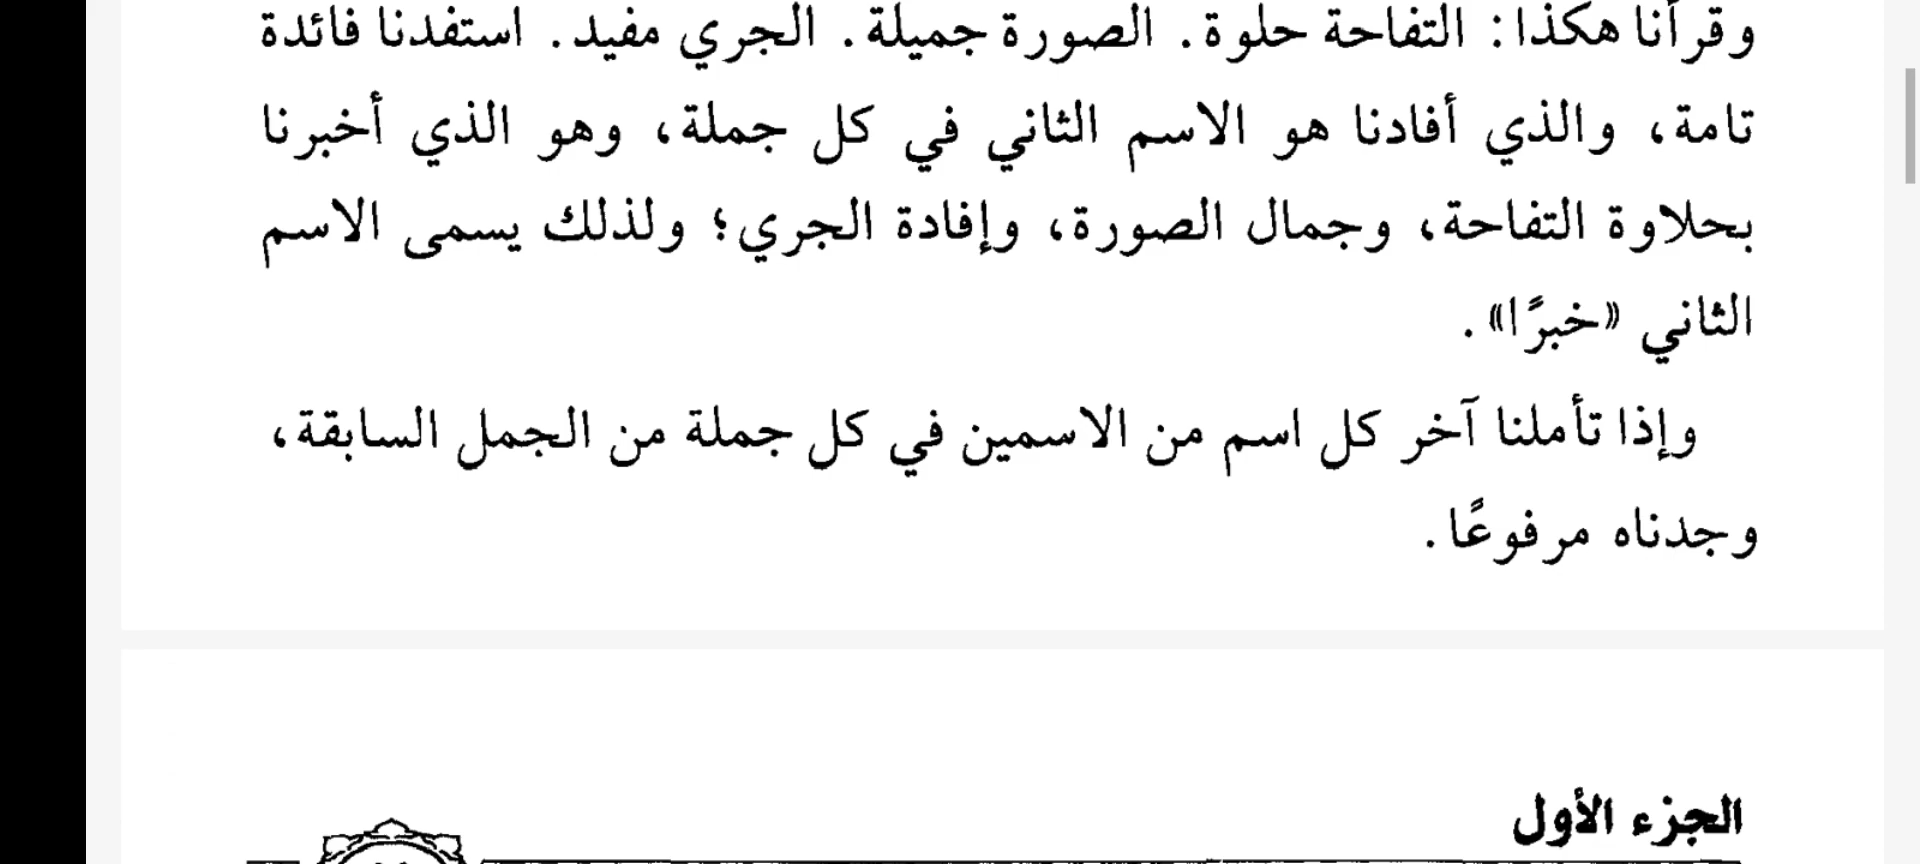 وقرأنا هكذا: التفاحة حلوة. الصورة جميلة. الجري مفيد. استفدنا فائدة
تامة، والذي أفادنا هو الاسم الثاني في كل جملة، وهو الذي أخبرنا
بحلاوة التفاحة، وجمال الصورة، وإفادة الجري؛ ولذلك يسمى الاسم
الثاني «خبرًا».
وإذا تأملنا آخر كل اسم من الاسمين في كل جملة من الجمل السابقة،
وجدناه مرفوعًا.
الجزء الأول